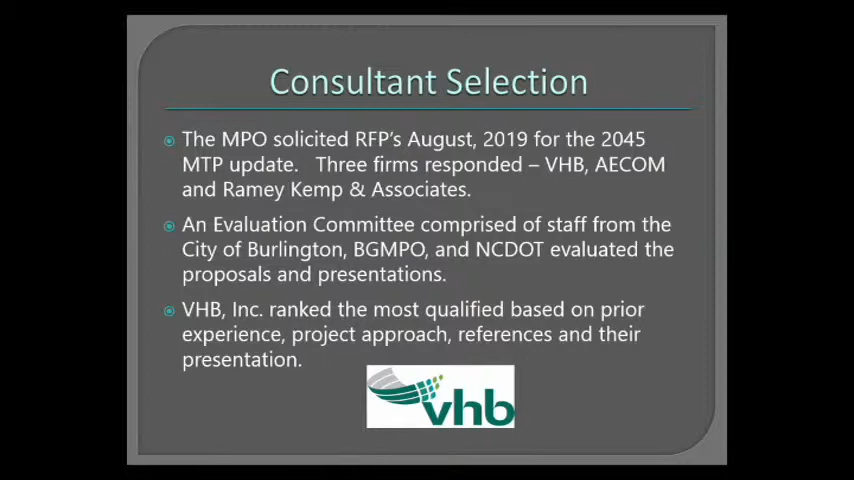 Consultant Selection
The MPO solicited RFP's August, 2019 for the 2045
MTP update. Three firms responded – VHB, AECOM
and Ramey Kemp & Associates.
An Evaluation Committee comprised of staff from the
City of Burlington, BGMPO, and NCDOT evaluated the
proposals and presentations.
VHB, Inc. ranked the most qualified based on prior
experience, project approach, references and their
presentation.
vhb